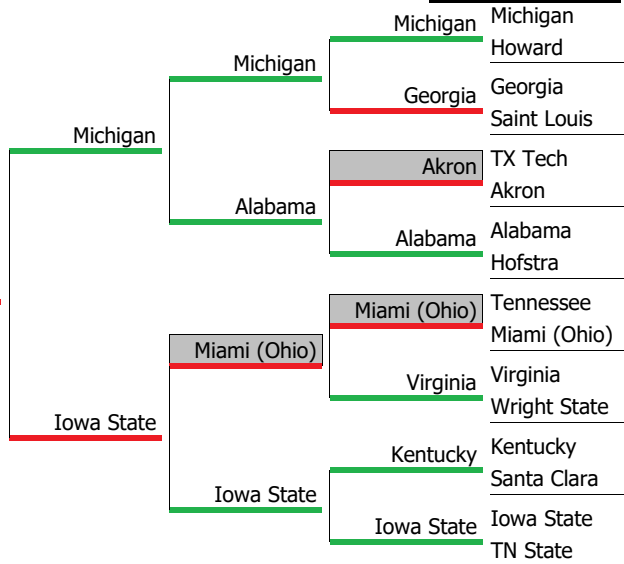 Michigan
Michigan
Howard
Michigan
Georgia
Georgia
Saint Louis
Michigan
Akron
TX Tech
Akron
Alabama
Alabama
Alabama
Hofstra
Miami (Ohio)
Tennessee
Miami (Ohio)
Miami (Ohio)
Virginia
Virginia
Wright State
Iowa State
Kentucky
Kentucky
Santa Clara
Iowa State
Iowa State
Iowa State
TN State